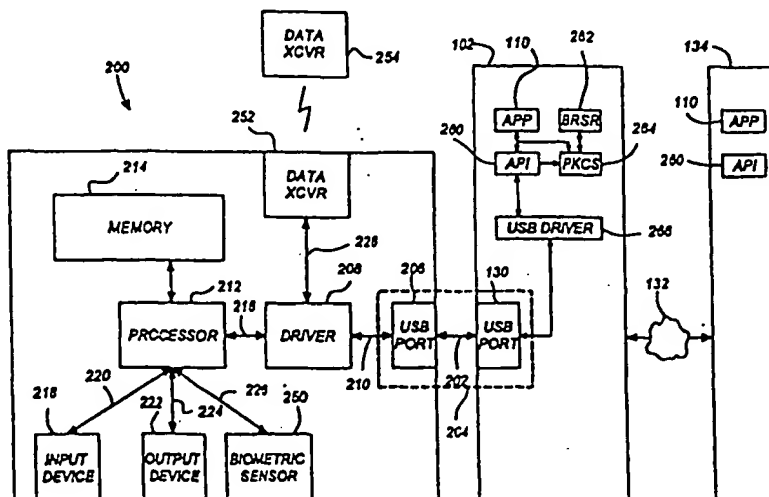 DATA
XCVR
254
200
252
214
DATA
XCVR
MEMORY
228
212
208
PROCCESSOR
216
DRIVER
210
206
USB
PORT
202
130
USB
PORT
204
220
218
222
224
226
250
INPUT
DEVICE
OUTPUT
DEVICE
BIOMETRIC
SENSOR
102
110
262
APP
BRSR
260
API
PKCS
264
USB DRIVER
266
132
134
110
APP
260
API